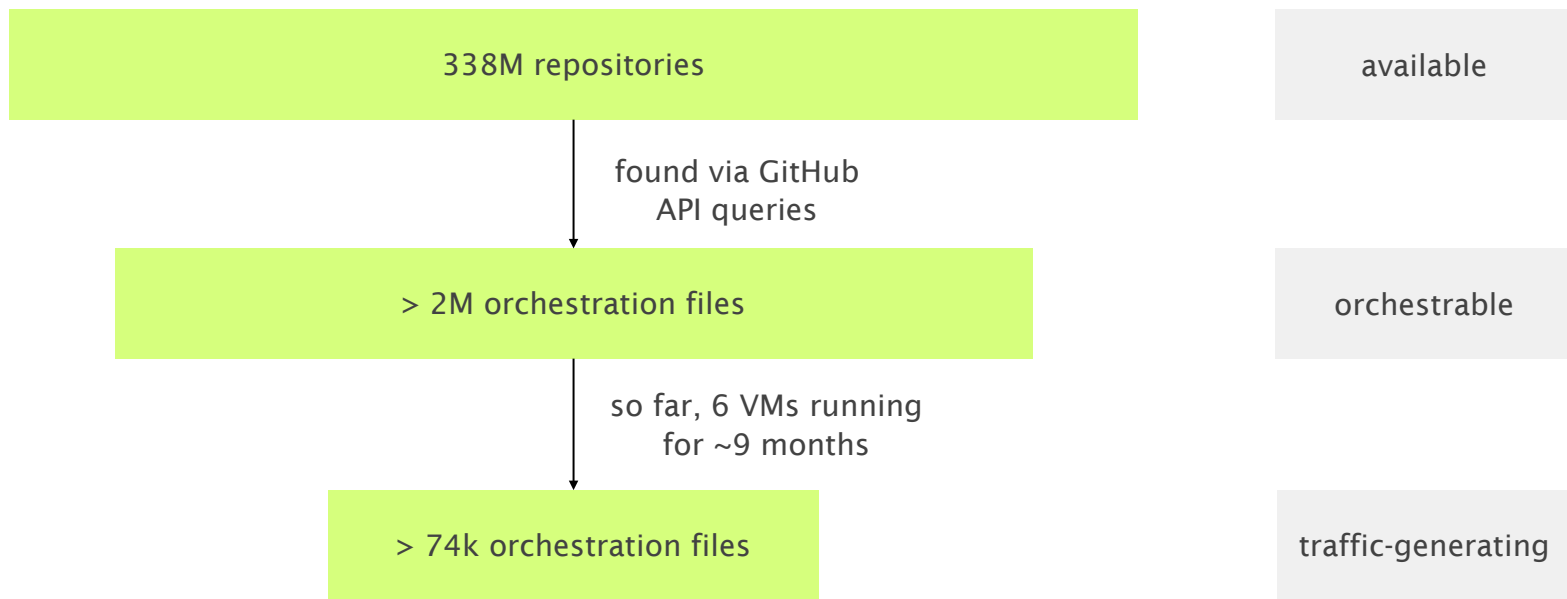 338M repositories
available
found via GitHub
API queries
> 2M orchestration files
orchestrable
so far, 6 VMs running
for ~9 months
> 74k orchestration files
traffic-generating